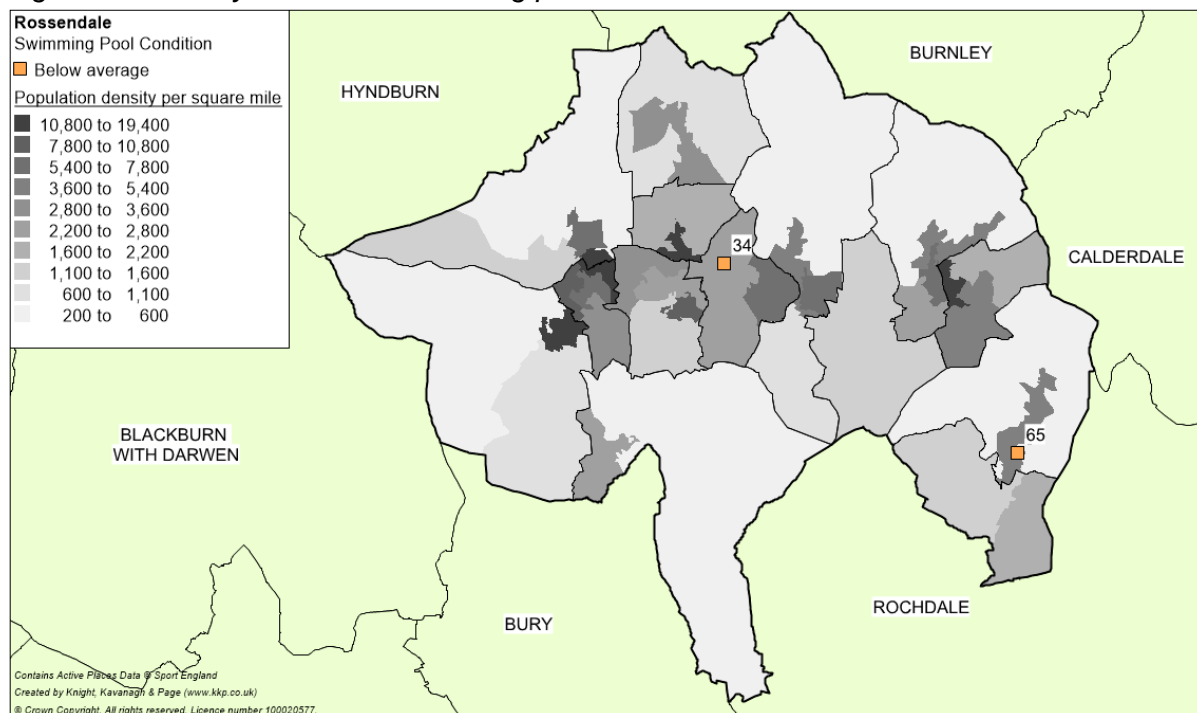 Rossendale
Swimming Pool Condition
Below average
Population density per square mile
10,800 to 19,400
7,800 to 10,800
5,400 to 7,800
3,600 to 5,400
2,800 to 3,600
2,200 to 2,800
1,600 to 2,200
1,100 to 1,600
600 to 1,100
200 to 600
HYNDBURN
BURNLEY
34
CALDERDALE
BLACKBURN
WITH DARWEN
65
ROCHDALE
BURY
Contains Active Places Data © Sport England
Created by Knight, Kavanagh & Page (www.kkp.co.uk)
© Crown Copyright. All rights reserved. Licence number 100020577.